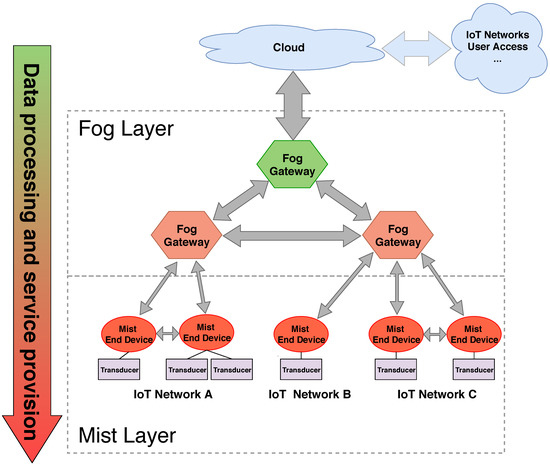 Data processing and service provision
Cloud
IoT Networks
User Access
...
Fog Layer
Fog
Gateway
Fog
Gateway
Fog
Gateway
Mist
End Device
Mist
End Device
Mist
End Device
Mist
End Device
Mist
End Device
Transducer
Transducer
Transducer
Transducer
Transducer
Transducer
IoT Network A
IoT Network B
IoT Network C
Mist Layer